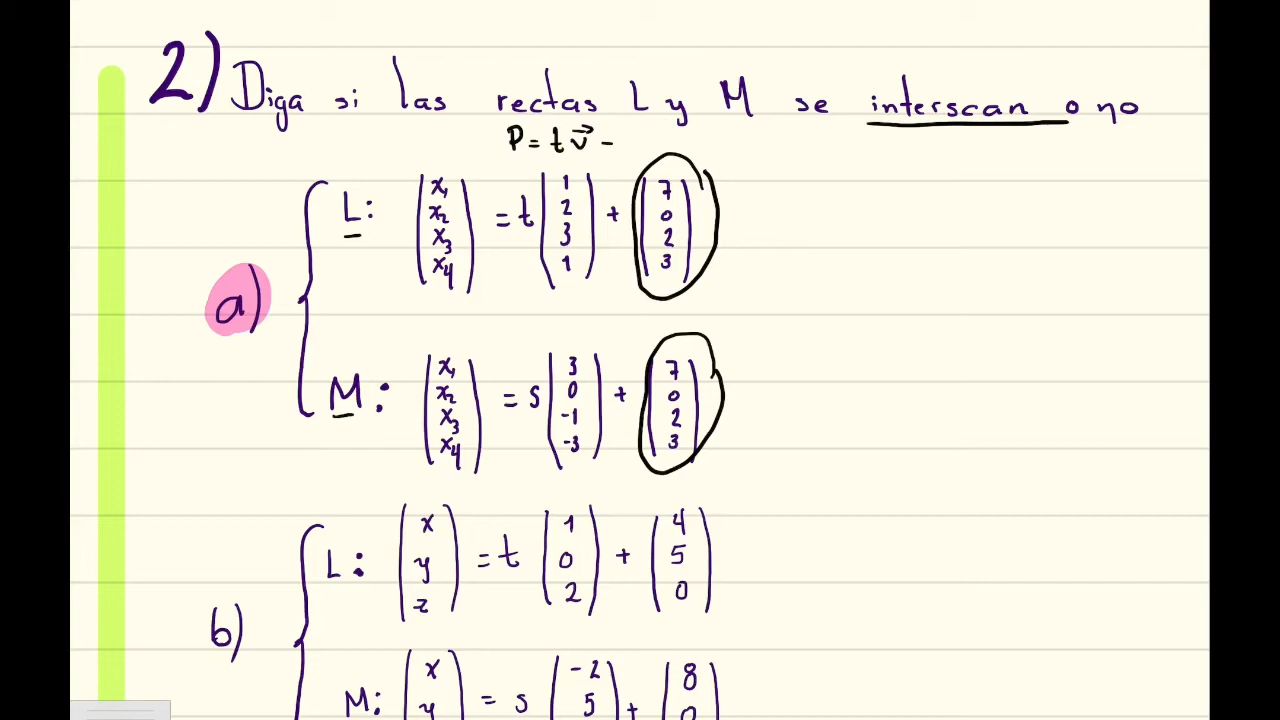 2) Diga si las rectas L y M se interscan o no
P = t v⃗ -
a)
L: (x1 x2 x3 x4) = t (1 2 3 1) + (7 0 2 3)
M: (x1 x2 x3 x4) = s (3 0 -1 -3) + (7 0 2 3)
b)
L: (x y z) = t (1 0 2) + (4 5 0)
M: (x y = s (-2 5 + (8 0